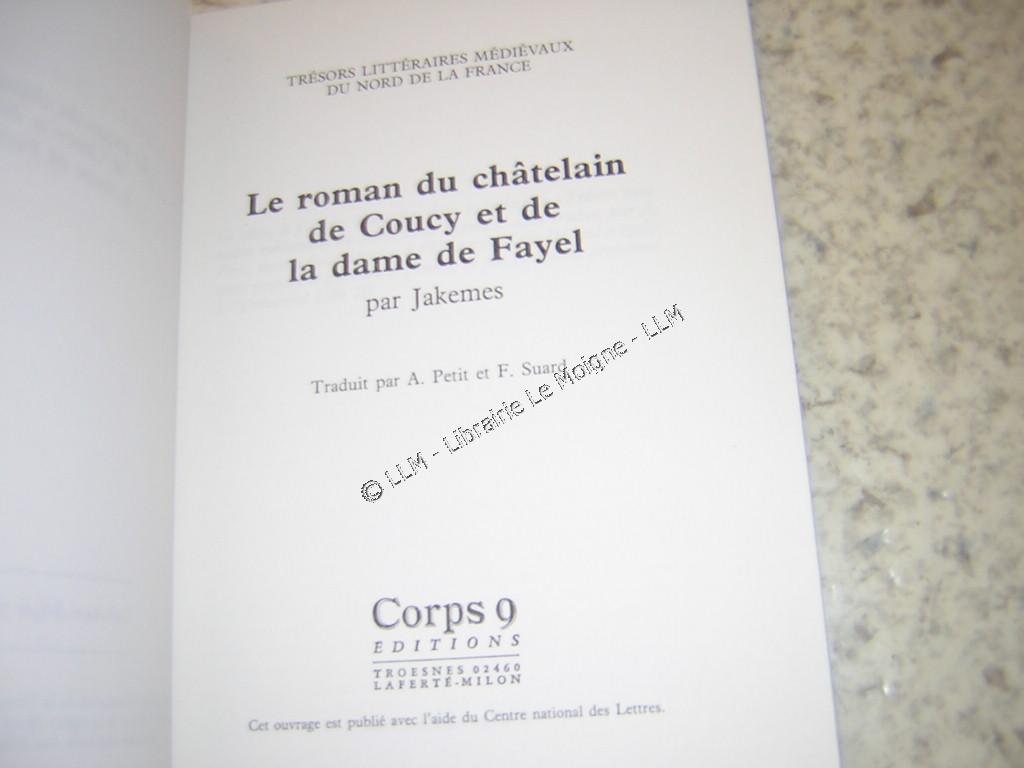 TRÉSORS LITTÉRAIRES MÉDIÉVAUX
DU NORD DE LA FRANCE
Le roman du châtelain
de Coucy et de
la dame de Fayel
par Jakemes
Traduit par A. Petit et F. Suard
© LLM - Librairie Le Moigne - LLM
Corps 9
EDITIONS
TROESNES 02460
LAFERTÉ-MILON
Cet ouvrage est publié avec l'aide du Centre national des Lettres.